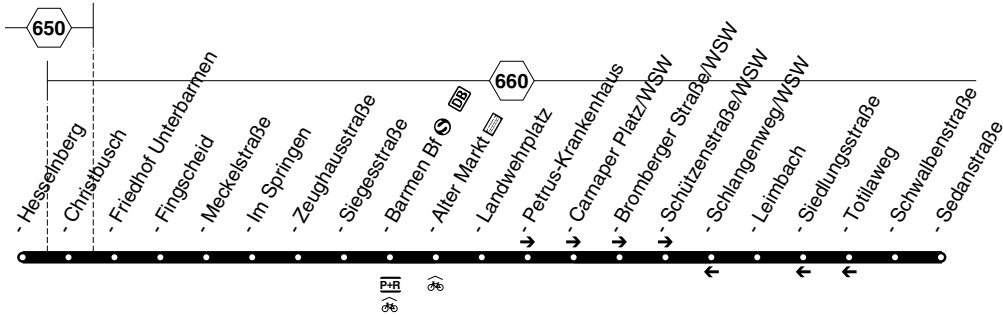 650
660
- Hesselnberg
- Christbusch
- Friedhof Unterbarmen
- Fingscheid
- Meckelstraße
- Im Springen
- Zeughausstraße
- Siegesstraße
- Barmen Bf S DB
- Alter Markt
- Landwehrplatz
- Petrus-Krankenhaus
- Carnaper Platz/WSW
- Bromberger Straße/WSW
- Schützenstraße/WSW
- Schlangenweg/WSW
- Leimbach
- Siedlungsstraße
- Totilaweg
- Schwalbenstraße
- Sedanstraße
P+R